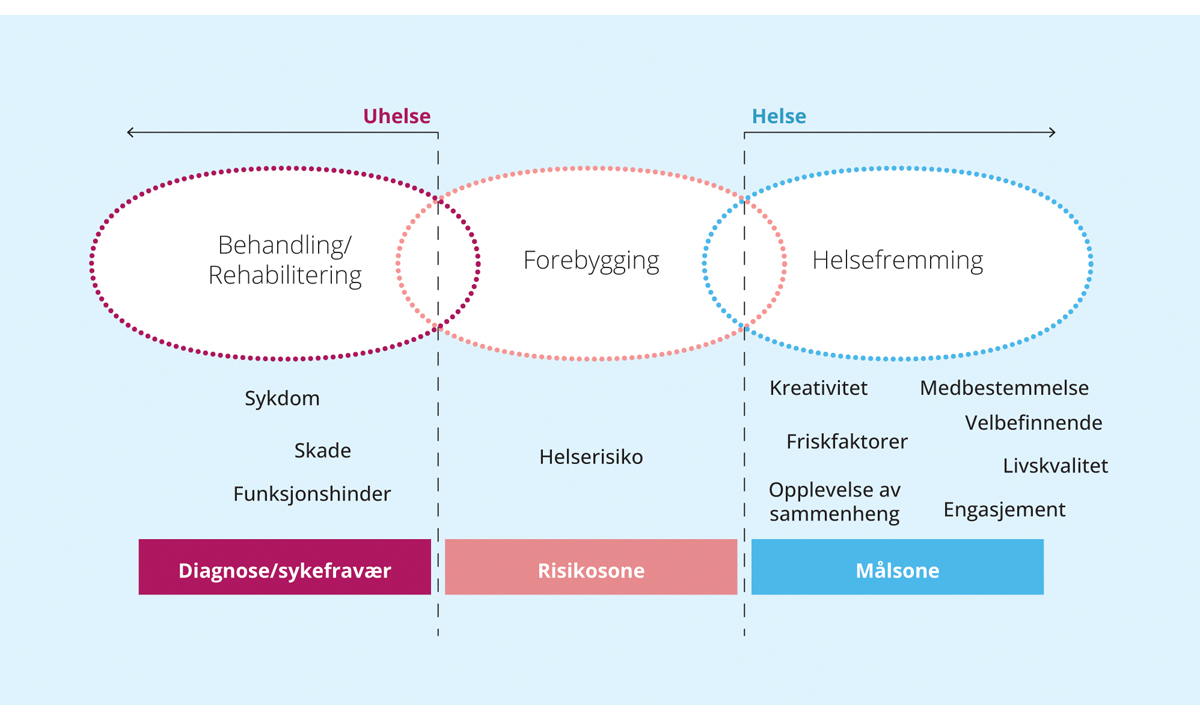 Uhelse
Helse
Behandling/
Rehabilitering
Forebygging
Helsefremming
Sykdom
Skade
Funksjonshinder
Helserisiko
Kreativitet
Medbestemmelse
Velbefinnende
Friskfaktorer
Livskvalitet
Opplevelse av
sammenheng
Engasjement
Diagnose/sykefravær
Risikosone
Målsone